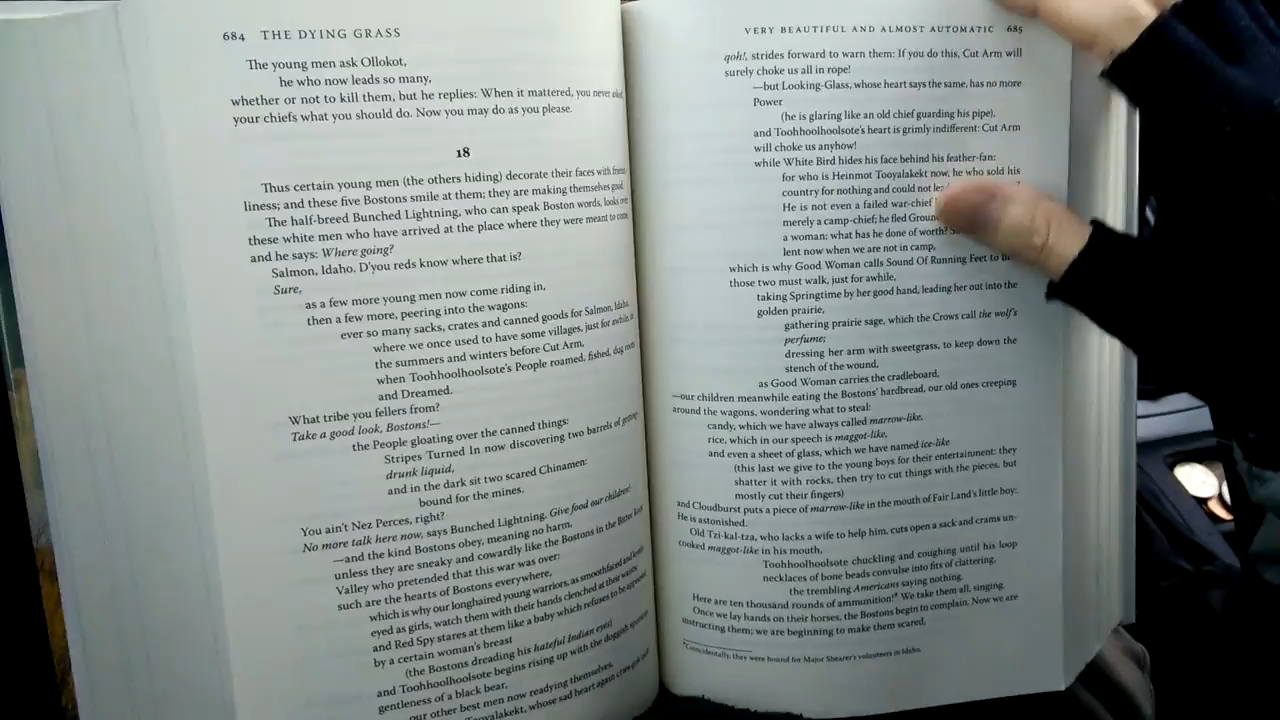 684 THE DYING GRASS
The young men ask Ollokot,
he who now leads so many,
whether or not to kill them, but he replies: When it mattered, you never asked
your chiefs what you should do. Now you may do as you please.
18
Thus certain young men (the others hiding) decorate their faces with friend-
liness; and these five Bostons smile at them; they are making themselves good.
The half-breed Bunched Lightning, who can speak Boston words, looks over
these white men who have arrived at the place where they were meant to come
and he says: Where going?
Salmon, Idaho. D'you reds know where that is?
Sure,
as a few more young men now come riding in,
then a few more, peering into the wagons:
ever so many sacks, crates and canned goods for Salmon, Idaho,
where we once used to have some villages, just for awhile, in
the summers and winters before Cut Arm,
when Toohhoolhoolsote's People roamed, fished, dug roots
and Dreamed.
What tribe you fellers from?
Take a good look, Bostons!—
the People gloating over the canned things:
Stripes Turned In now discovering two barrels of getting
drunk liquid,
and in the dark sit two scared Chinamen:
bound for the mines.
You ain't Nez Perces, right?
No more talk here now, says Bunched Lightning. Give food our children!
—and the kind Bostons obey, meaning no harm,
unless they are sneaky and cowardly like the Bostons in the Bitter Root
Valley who pretended that this war was over:
such are the hearts of Bostons everywhere,
which is why our longhaired young warriors, as smoothfaced and
eyed as girls, watch them with their hands clenched at their waists;
and Red Spy stares at them like a baby which refuses to be
by a certain woman's breast
(the Bostons dreading his hateful Indian eyes)
and Toohhoolhoolsote begins rising up with the doggish
gentleness of a black bear,
our other best men now readying themselves,
Tooyalakekt, whose sad heart again cries
VERY BEAUTIFUL AND ALMOST AUTOMATIC 685
qoh!, strides forward to warn them: If you do this, Cut Arm will
surely choke us all in rope!
—but Looking-Glass, whose heart says the same, has no more
Power
(he is glaring like an old chief guarding his pipe),
and Toohhoolhoolsote's heart is grimly indifferent: Cut Arm
will choke us anyhow!
while White Bird hides his face behind his feather-fan:
for who is Heinmot Tooyalakekt now, he who sold his
country for nothing and could not
He is not even a failed war-chief
merely a camp-chief; he fled
a woman; what has he done of worth?
lent now when we are not in camp,
which is why Good Woman calls Sound Of Running Feet to
those two must walk, just for awhile,
taking Springtime by her good hand, leading her out into the
golden prairie,
gathering prairie sage, which the Crows call the wolf's
perfume;
dressing her arm with sweetgrass, to keep down the
stench of the wound,
as Good Woman carries the cradleboard,
—our children meanwhile eating the Bostons' hardbread, our old ones creeping
around the wagons, wondering what to steal:
candy, which we have always called marrow-like,
rice, which in our speech is maggot-like,
and even a sheet of glass, which we have named ice-like
(this last we give to the young boys for their entertainment: they
shatter it with rocks, then try to cut things with the pieces, but
mostly cut their fingers)
and Cloudburst puts a piece of marrow-like in the mouth of Fair Land's little boy:
He is astonished.
Old Tzi-kal-tza, who lacks a wife to help him, cuts open a sack and crams un-
cooked maggot-like in his mouth,
Toohhoolhoolsote chuckling and coughing until his loop
necklaces of bone beads convulse into fits of clattering,
the trembling Americans saying nothing.
Here are ten thousand rounds of ammunition!* We take them all, singing.
Once we lay hands on their horses, the Bostons begin to complain. Now we are
instructing them; we are beginning to make them scared,
*Coincidentally, they were bound for Major Shearer's volunteers in Idaho.